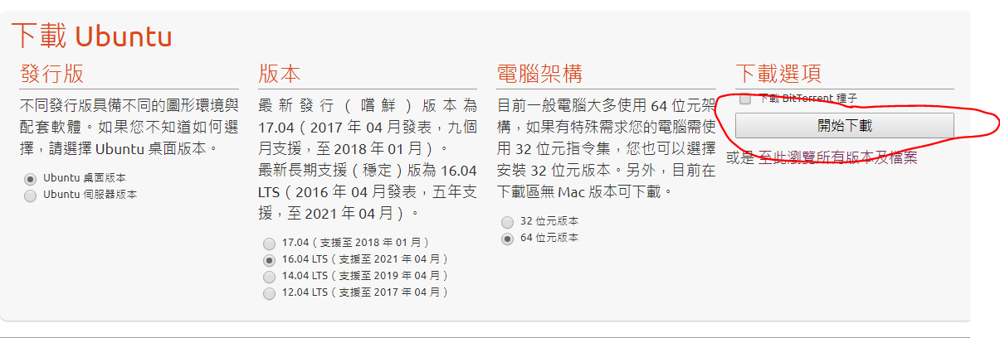 下載 Ubuntu
發行版
不同發行版具備不同的圖形環境與
配套軟體。如果您不知道如何選
擇，請選擇 Ubuntu 桌面版本。
Ubuntu 桌面版本
Ubuntu 伺服器版本
版本
最新發行（嚐鮮）版本為
17.04（2017 年 04 月發表，九個
月支援，至 2018 年 01 月）。
最新長期支援（穩定）版為 16.04
LTS（2016 年 04 月發表，五年支
援，至 2021 年 04 月）。
17.04（支援至 2018 年 01 月）
16.04 LTS（支援至 2021 年 04 月）
14.04 LTS（支援至 2019 年 04 月）
12.04 LTS（支援至 2017 年 04 月）
電腦架構
目前一般電腦大多使用 64 位元架
構，如果有特殊需求您的電腦需使
用 32 位元指令集，您也可以選擇
安裝 32 位元版本。另外，目前在
下載區無 Mac 版本可下載。
32 位元版本
64 位元版本
下載選項
下載 BitTorrent 種子
開始下載
或是 至此瀏覽所有版本及檔案